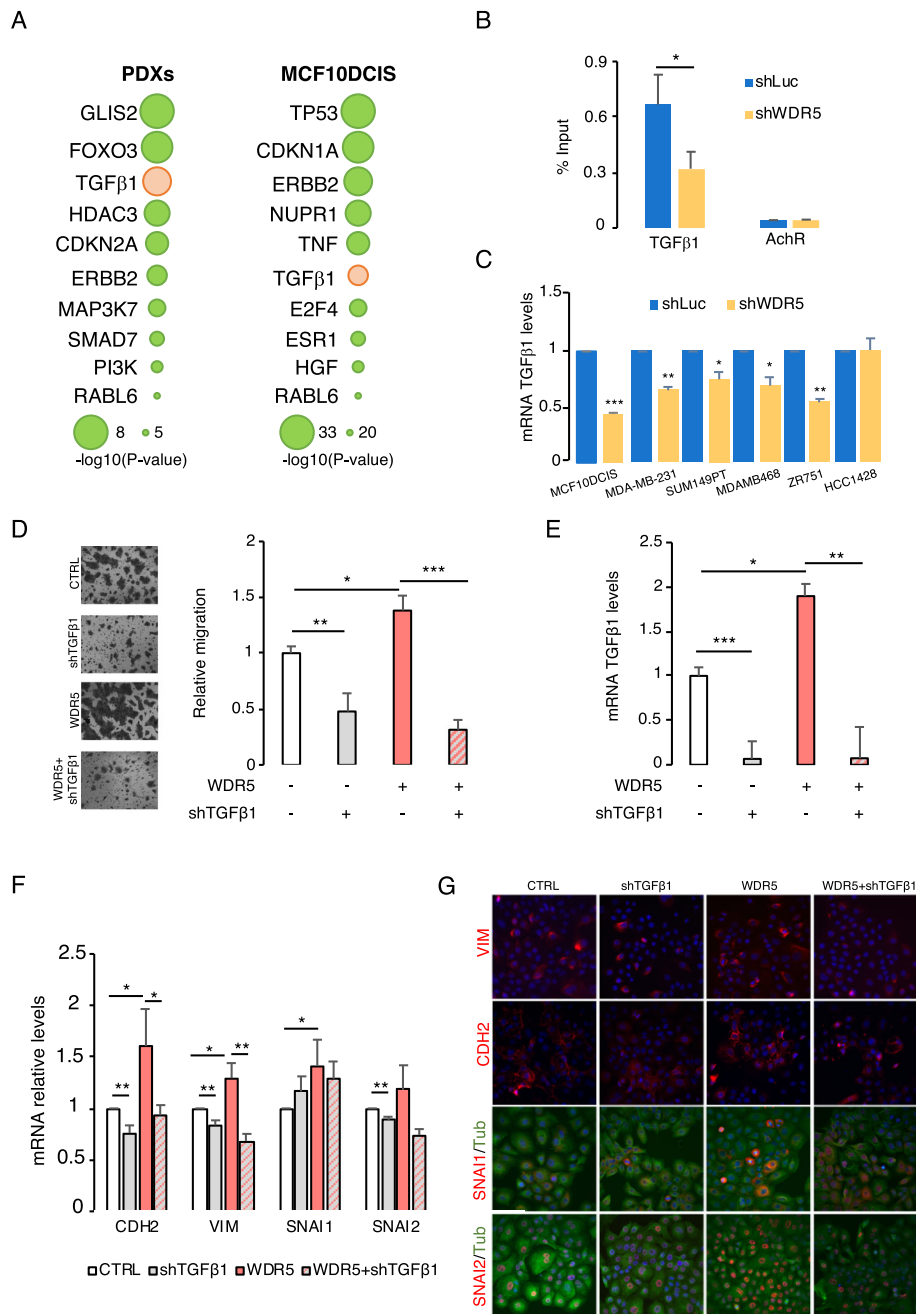 A
PDXs
GLIS2
FOXO3
TGFβ1
HDAC3
CDKN2A
ERBB2
MAP3K7
SMAD7
PI3K
RABL6
8 5
-log10(P-value)
MCF10DCIS
TP53
CDKN1A
ERBB2
NUPR1
TNF
TGFβ1
E2F4
ESR1
HGF
RABL6
33 20
-log10(P-value)
B
% Input
0.9
0.6
0.3
0
*
shLuc
shWDR5
TGFβ1 AchR
C
mRNA TGFβ1 levels
1.5
1
0.5
0
shLuc shWDR5
*** ** * * **
MCF10DCIS
MDA-MB-231
SUM149PT
MDAMB468
ZR751
HCC1428
D
CTRL
shTGFβ1
WDR5
WDR5+
shTGFβ1
Relative migration
2
1.5
1
0.5
0
* ***
**
WDR5 - - + +
shTGFβ1 - + - +
E
mRNA TGFβ1 levels
2.5
2
1.5
1
0.5
0
* **
***
WDR5 - - + +
shTGFβ1 - + - +
F
mRNA relative levels
2.5
2
1.5
1
0.5
0
* * ** * ** ** * **
CDH2 VIM SNAI1 SNAI2
CTRL shTGFβ1 WDR5 WDR5+shTGFβ1
G
CTRL shTGFβ1 WDR5 WDR5+shTGFβ1
VIM
CDH2
SNAI1/Tub
SNAI2/Tub